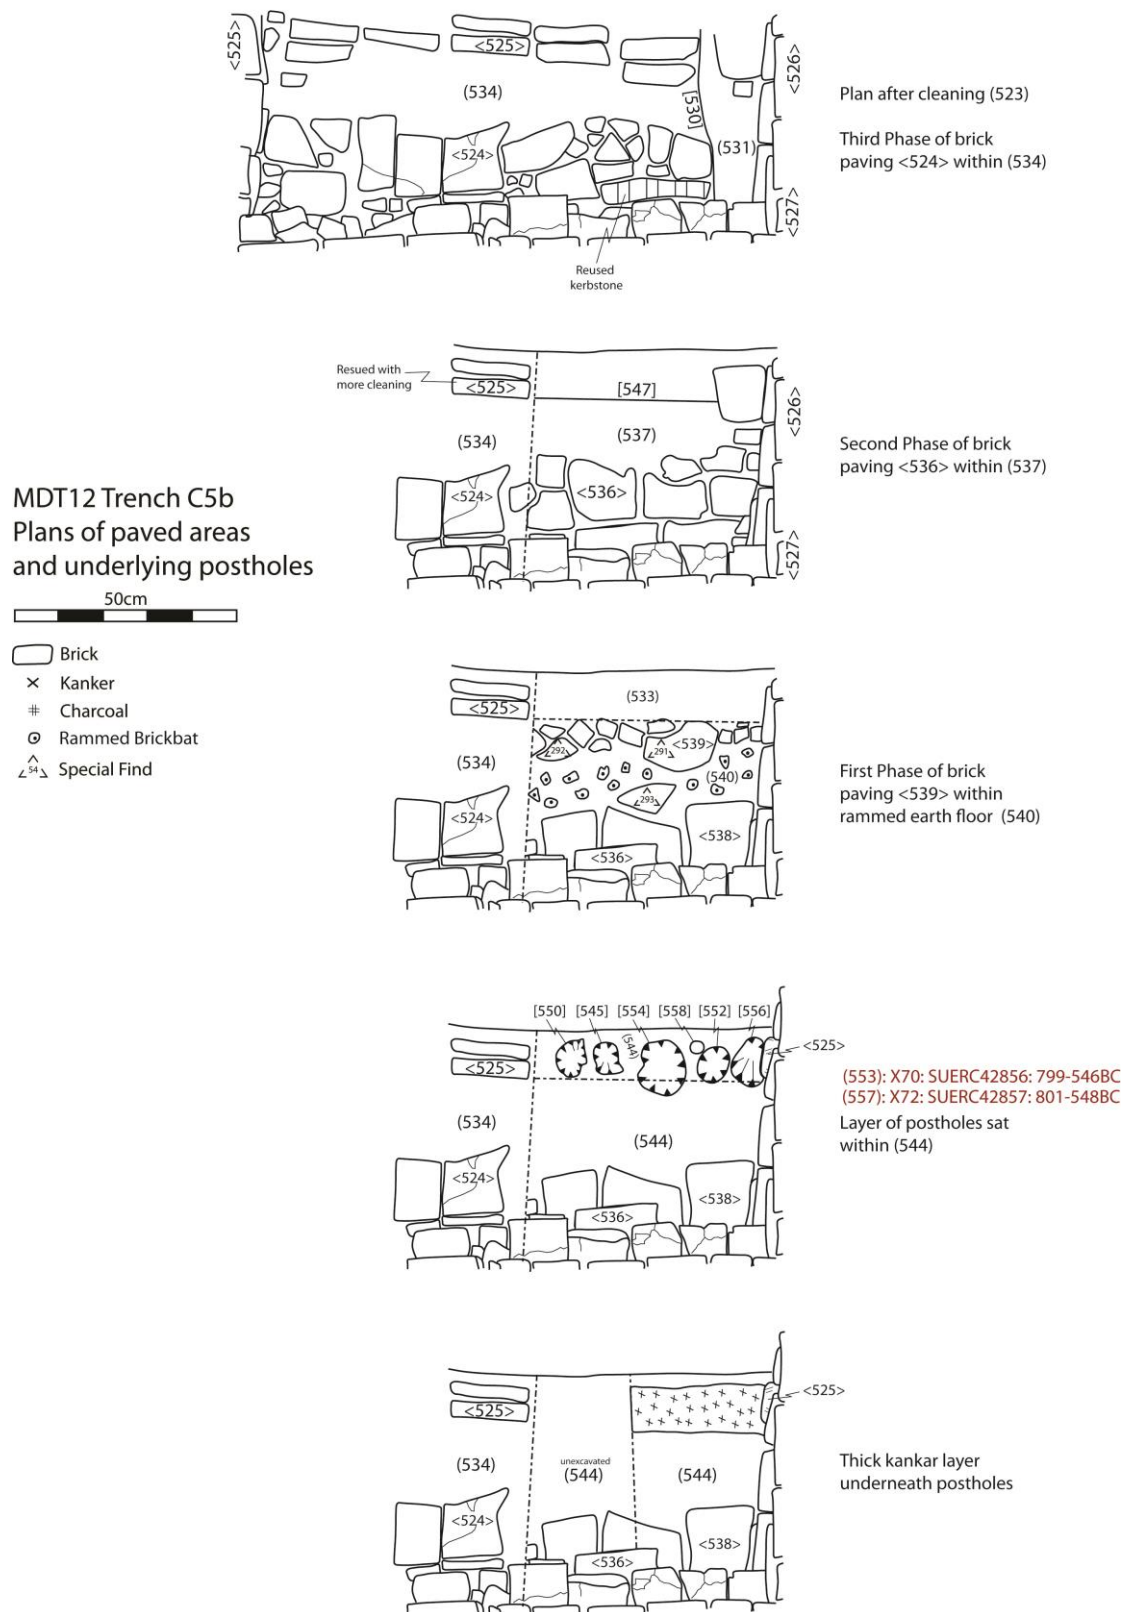 <525>
<525>
<526>
(534)
[530]
Plan after cleaning (523)
<524>
(531)
Third Phase of brick
paving <524> within (534)
<527>
Reused
kerbstone
Resued with
more cleaning
<525>
[547]
<526>
(534)
(537)
Second Phase of brick
paving <536> within (537)
<524>
<536>
<527>
MDT12 Trench C5b
Plans of paved areas
and underlying postholes
50cm
Brick
Kanker
Charcoal
Rammed Brickbat
54 Special Find
(533)
<525>
292
291
<539>
(534)
(540)
293
First Phase of brick
paving <539> within
rammed earth floor (540)
<524>
<538>
<536>
[550] [545] [554] [558] [552] [556]
(544)
<525>
<525>
(553): X70: SUERC42856: 799-546BC
(557): X72: SUERC42857: 801-548BC
Layer of postholes sat
within (544)
(534)
(544)
<524>
<538>
<536>
<525>
<525>
(534)
unexcavated
(544)
(544)
Thick kankar layer
underneath postholes
<524>
<538>
<536>